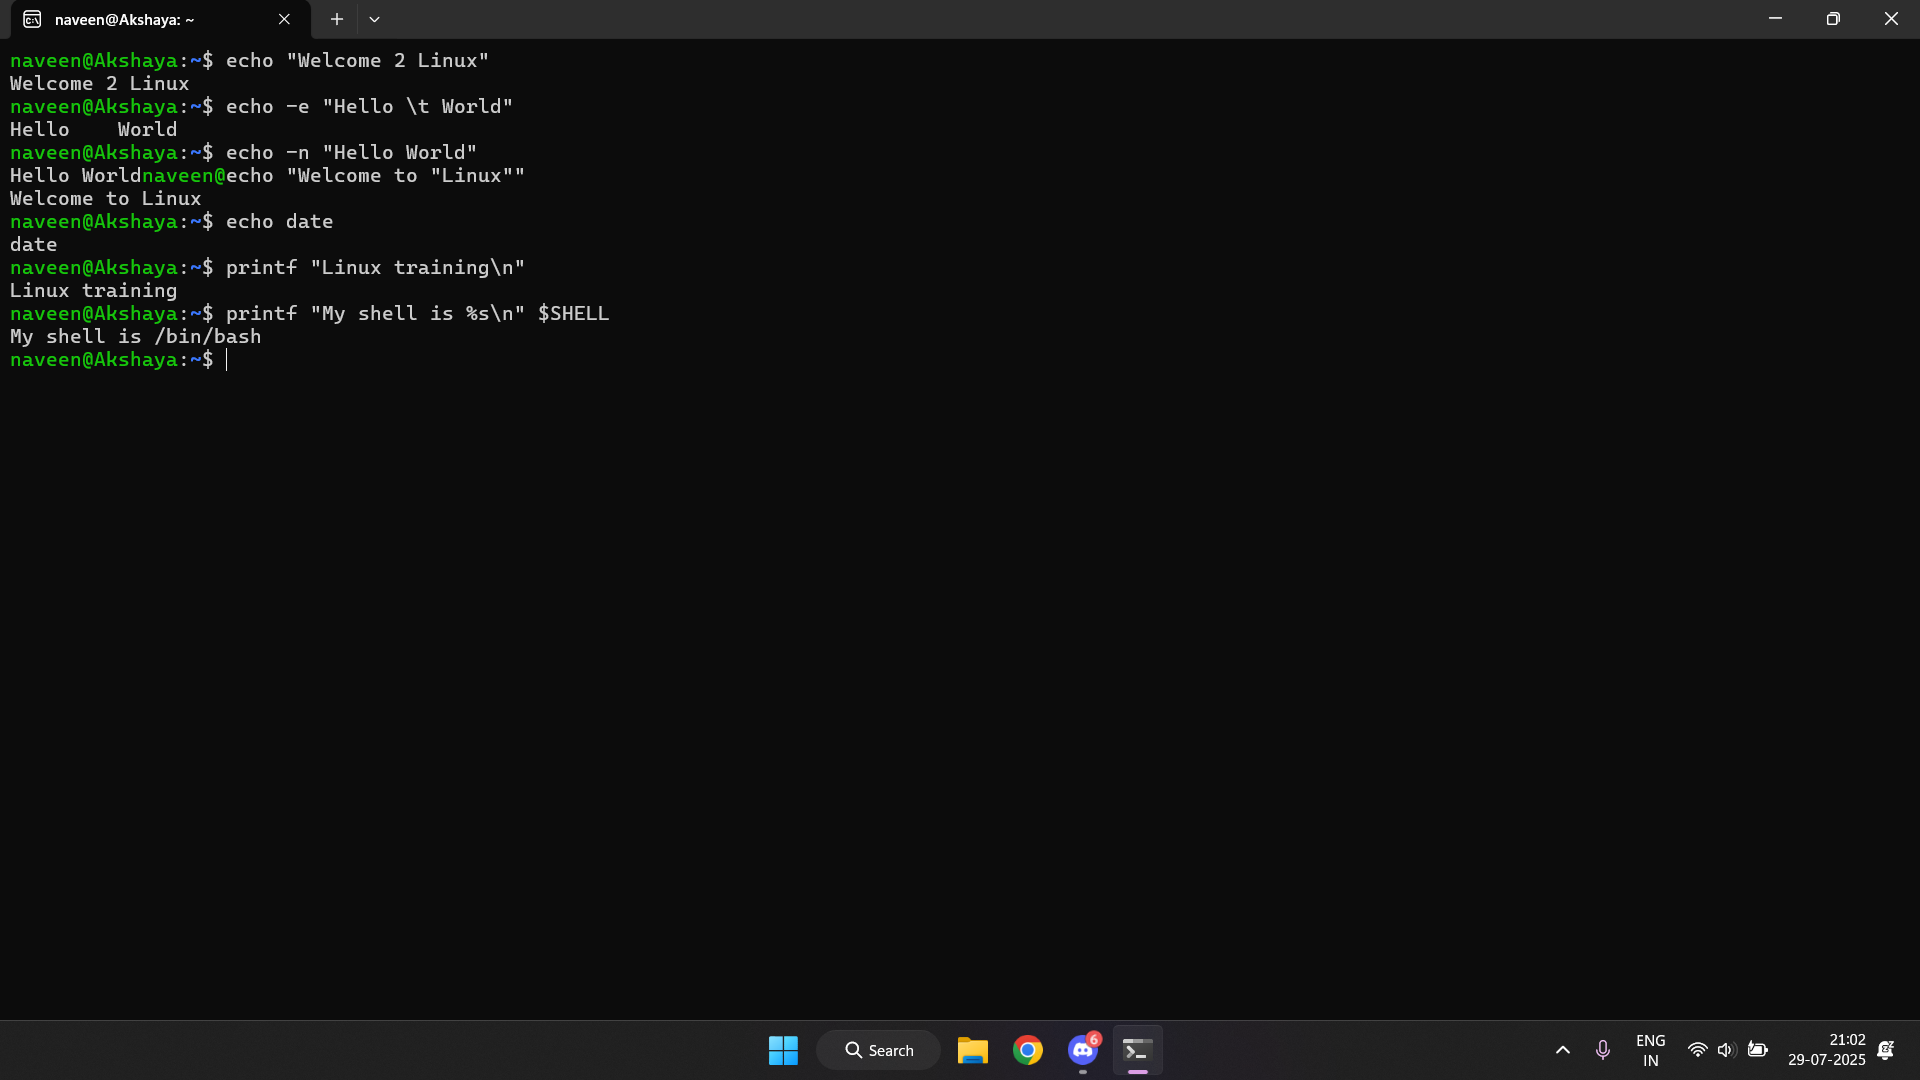 naveen@Akshaya: ~
naveen@Akshaya:~$ echo "Welcome 2 Linux"
Welcome 2 Linux
naveen@Akshaya:~$ echo -e "Hello \t World"
Hello    World
naveen@Akshaya:~$ echo -n "Hello World"
Hello Worldnaveen@echo "Welcome to "Linux""
Welcome to Linux
naveen@Akshaya:~$ echo date
date
naveen@Akshaya:~$ printf "Linux training\n"
Linux training
naveen@Akshaya:~$ printf "My shell is %s\n" $SHELL
My shell is /bin/bash
naveen@Akshaya:~$
Search
6
ENG
IN
21:02
29-07-2025